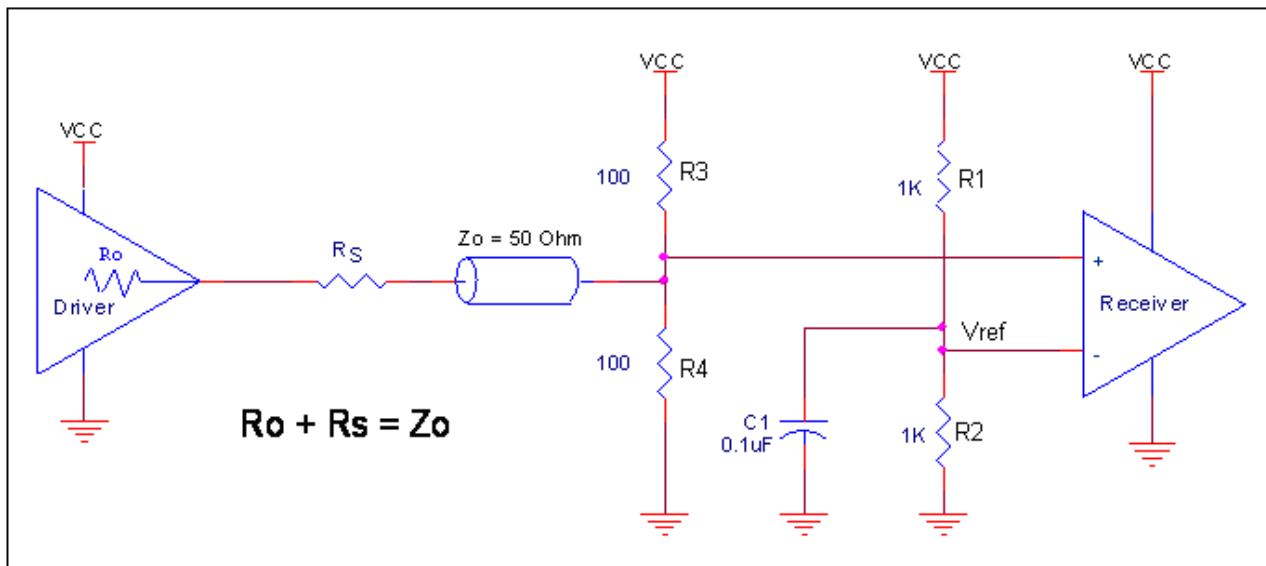 VCC
VCC
VCC
VCC
R3
100
R1
1K
Zo = 50 Ohm
Ro
RS
Driver
+
Receiver
Vref
-
R4
100
Ro + Rs = Zo
C1
0.1uF
R2
1K